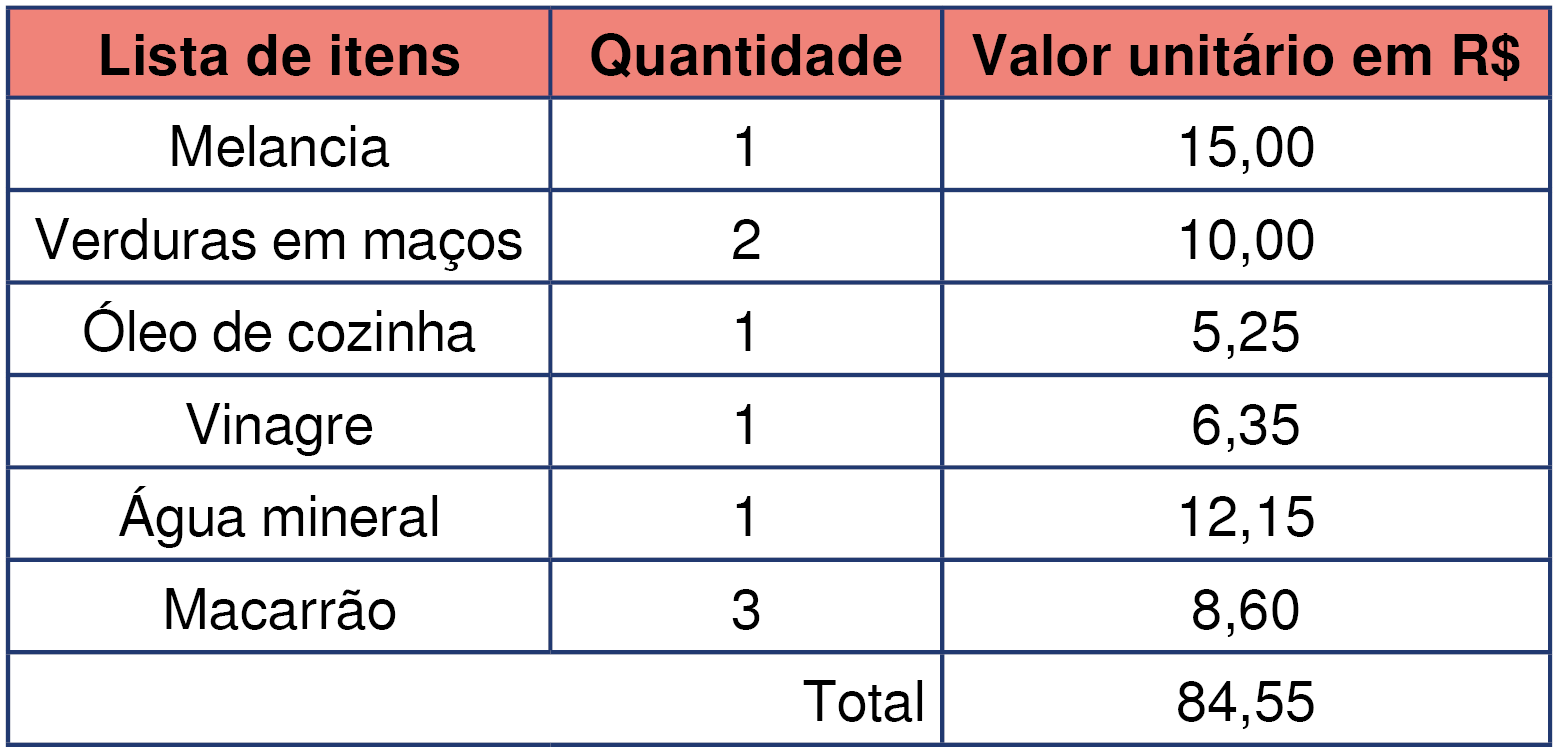 Lista de itens Quantidade Valor unitário em R$
Melancia 1 15,00
Verduras em maços 2 10,00
Óleo de cozinha 1 5,25
Vinagre 1 6,35
Água mineral 1 12,15
Macarrão 3 8,60
Total 84,55